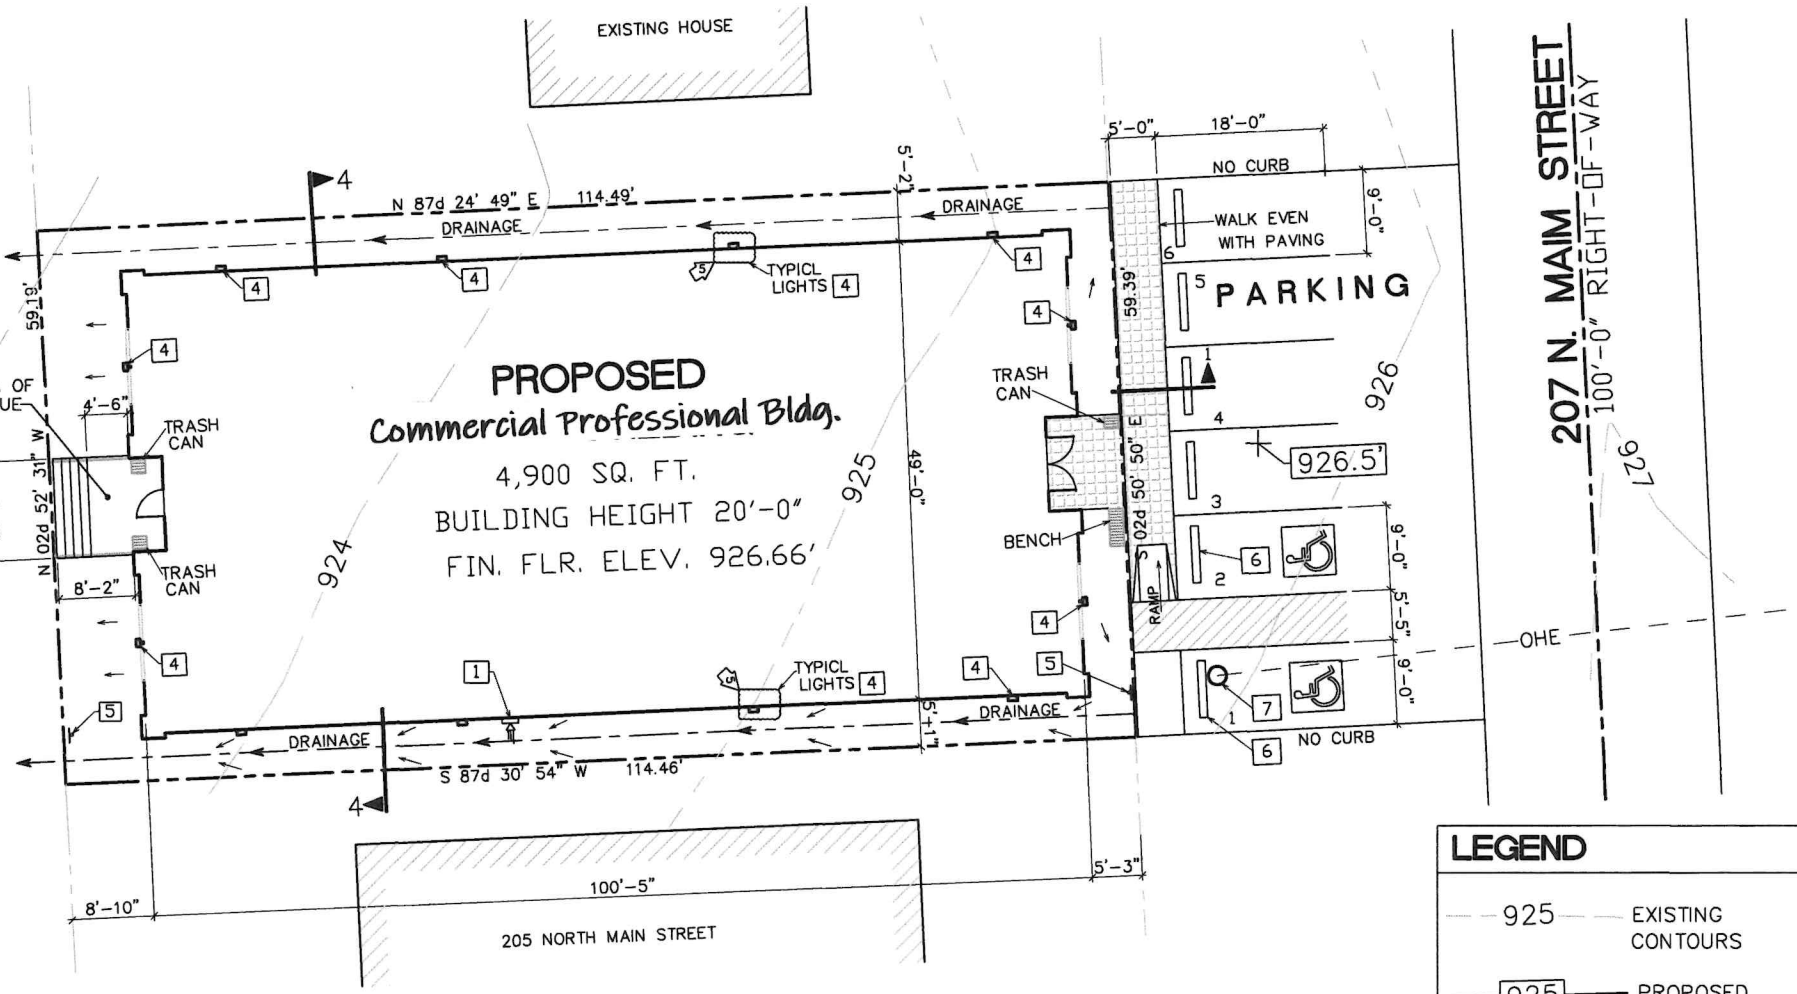 EXISTING HOUSE
5'-0"
18'-0"
NO CURB
5'-2"
4
N 87d 24' 49" E 114.49'
DRAINAGE
DRAINAGE
WALK EVEN
WITH PAVING
9'-0"
6
207 N. MAIM STREET
100'-0" RIGHT-OF-WAY
59.19'
4
4
5
TYPICL
LIGHTS 4
4
59.39'
5
PARKING
4
4
OF
UE
4'-6"
TRASH
CAN
PROPOSED
Commercial Professional Bldg.
4,900 SQ. FT.
BUILDING HEIGHT 20'-0"
FIN. FLR. ELEV. 926.66'
924
925
49'-0"
TRASH
CAN
1
4
926
926.5'
927
N 02d 52' 31" W
S 02d 50' 50" E
BENCH
3
6
2
9'-0"
TRASH
CAN
8'-2"
RAMP
5'-5"
OHE
4
4
5
1
5
TYPICL
LIGHTS 4
4
5
1
7
9'-0"
6
NO CURB
DRAINAGE
DRAINAGE
5'-1"
S 87d 30' 54" W 114.46'
4
8'-10"
100'-5"
5'-3"
205 NORTH MAIN STREET
LEGEND
925 EXISTING
CONTOURS
925 PROPOSED